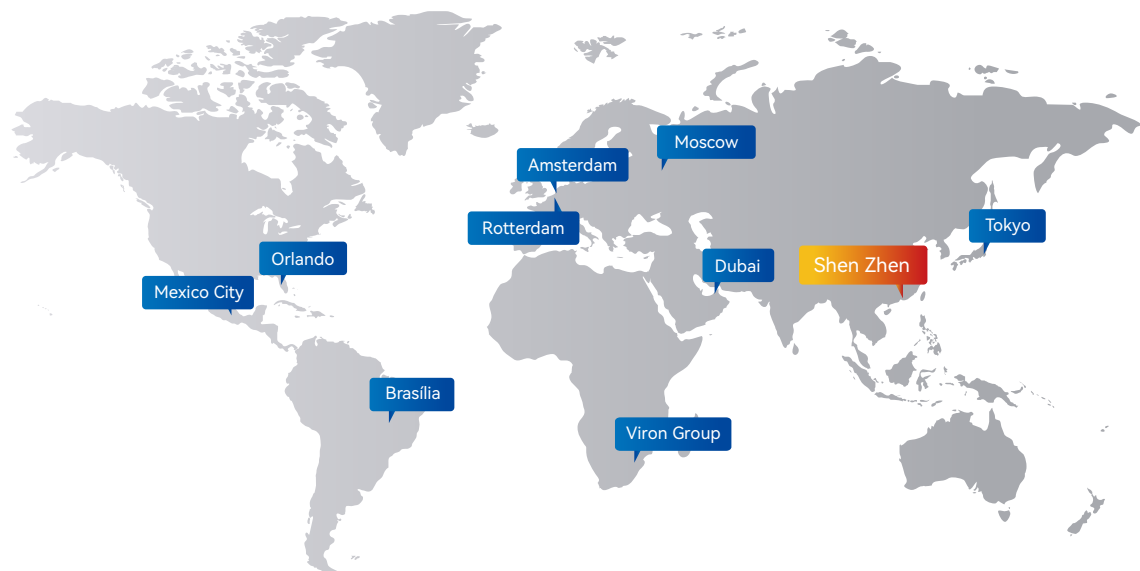 Moscow
Amsterdam
Rotterdam
Tokyo
Orlando
Dubai
Shen Zhen
Mexico City
Brasília
Viron Group